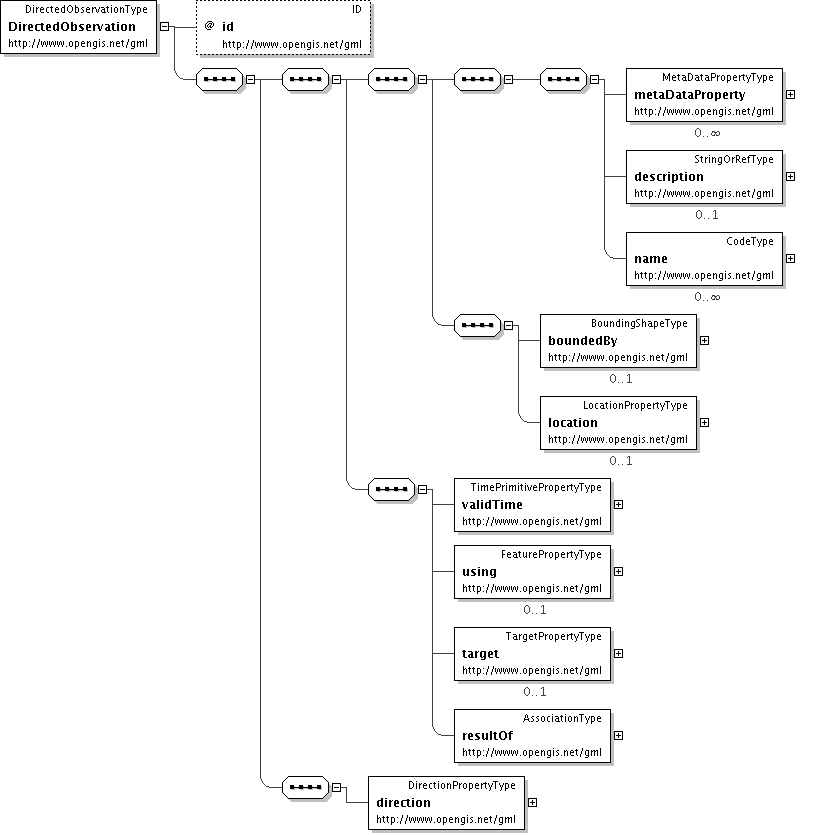 DirectedObservationType
DirectedObservation
http://www.opengis.net/gml
ID
@ id
http://www.opengis.net/gml
MetaDataPropertyType
metaDataProperty
http://www.opengis.net/gml
0..∞
StringOrRefType
description
http://www.opengis.net/gml
0..1
CodeType
name
http://www.opengis.net/gml
0..∞
BoundingShapeType
boundedBy
http://www.opengis.net/gml
0..1
LocationPropertyType
location
http://www.opengis.net/gml
0..1
TimePrimitivePropertyType
validTime
http://www.opengis.net/gml
FeaturePropertyType
using
http://www.opengis.net/gml
0..1
TargetPropertyType
target
http://www.opengis.net/gml
0..1
AssociationType
resultOf
http://www.opengis.net/gml
DirectionPropertyType
direction
http://www.opengis.net/gml